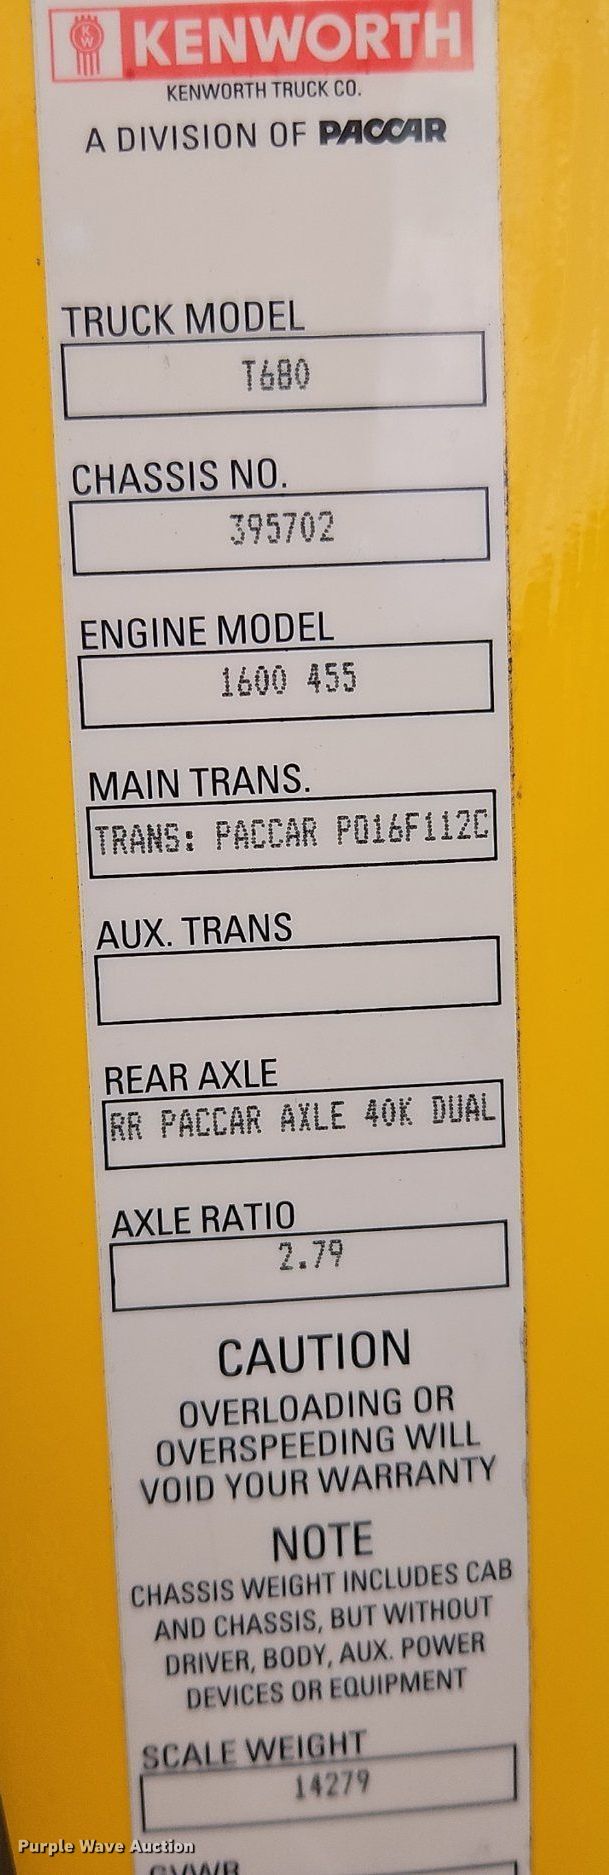 KW
KENWORTH
KENWORTH TRUCK CO.
A DIVISION OF PACCAR
TRUCK MODEL
T680
CHASSIS NO.
395702
ENGINE MODEL
1600 455
MAIN TRANS.
TRANS: PACCAR PO16F112C
AUX. TRANS
REAR AXLE
RR PACCAR AXLE 40K DUAL
AXLE RATIO
2.79
CAUTION
OVERLOADING OR
OVERSPEEDING WILL
VOID YOUR WARRANTY
NOTE
CHASSIS WEIGHT INCLUDES CAB
AND CHASSIS, BUT WITHOUT
DRIVER, BODY, AUX. POWER
DEVICES OR EQUIPMENT
SCALE WEIGHT
14279
GVWR
Purple Wave Auction